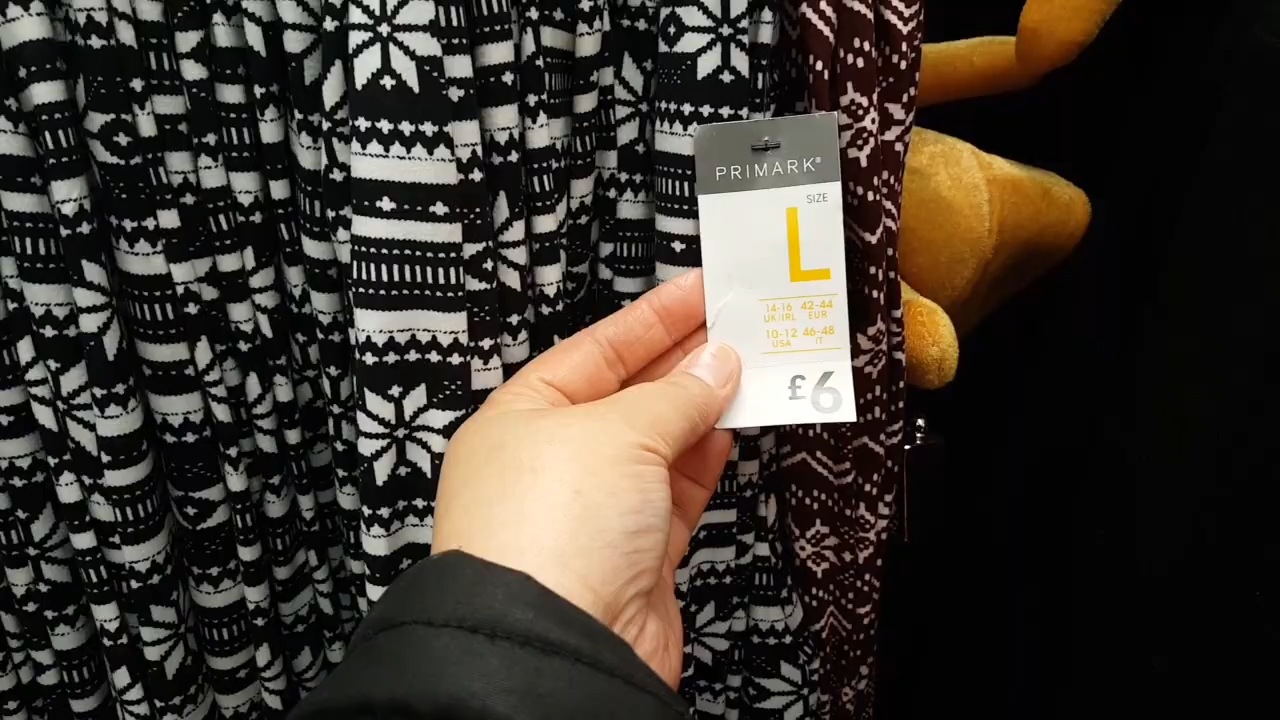 PRIMARK®
SIZE
L
14-16 42-44
UK/IRL EUR
10-12 46-48
USA IT
£6